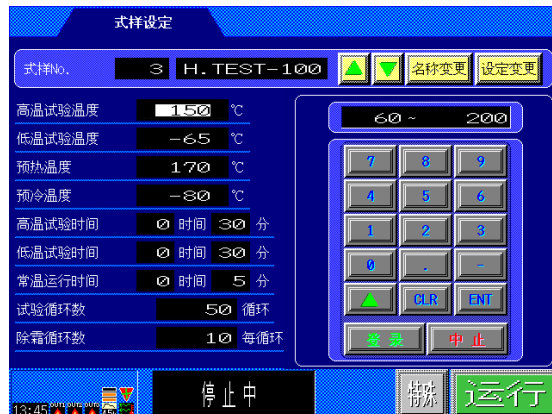 式样设定
式样No. 3 H.TEST-100 名称变更 设定变更
高温试验温度 150 ℃
低温试验温度 -65 ℃
预热温度 170 ℃
预冷温度 -80 ℃
高温试验时间 0 时间 30 分
低温试验时间 0 时间 30 分
常温运行时间 0 时间 5 分
试验循环数 50 循环
除霜循环数 10 每循环
60 ~ 200
7 8 9
4 5 6
1 2 3
0 . -
CLR ENT
登录 中止
13:45 OUT1 OUT2 OUT3 停止中 特殊 运行